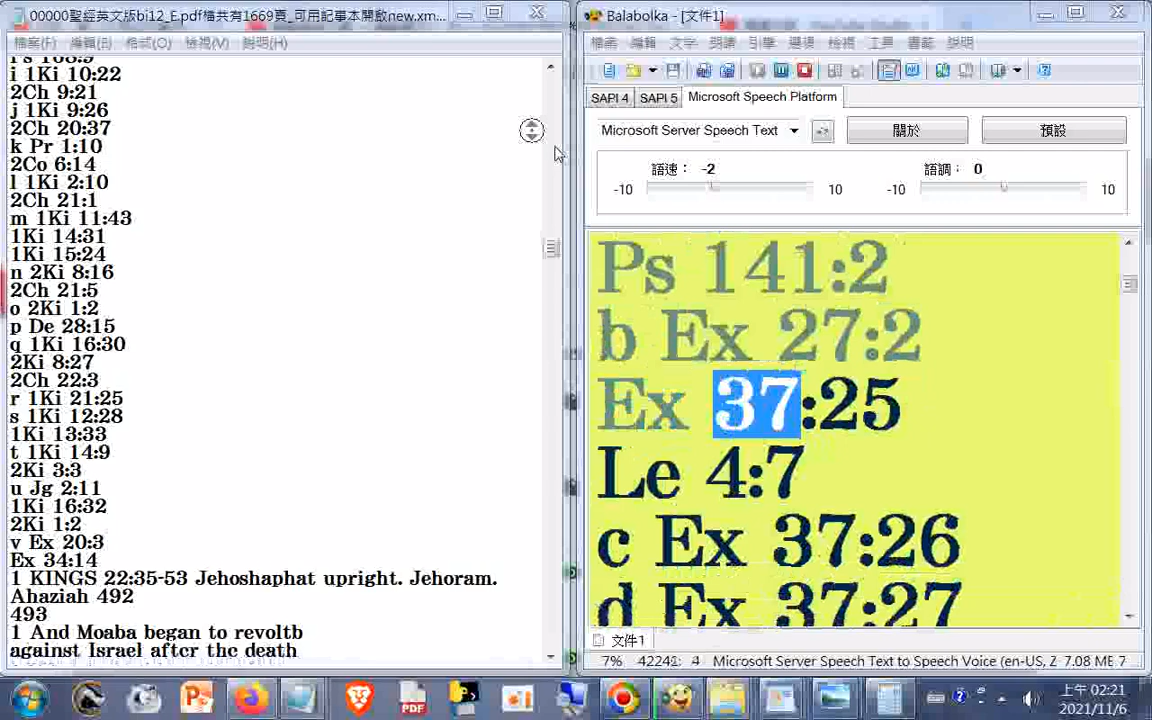 00000聖經英文版bi12_E.pdf檔共有1669頁_可用記事本開啟new.xm...
檔案(F) 編輯(E) 格式(O) 檢視(V) 說明(H)
Ps 108:9
i 1Ki 10:22
2Ch 9:21
j 1Ki 9:26
2Ch 20:37
k Pr 1:10
2Co 6:14
l 1Ki 2:10
2Ch 21:1
m 1Ki 11:43
1Ki 14:31
1Ki 15:24
n 2Ki 8:16
2Ch 21:5
o 2Ki 1:2
p De 28:15
q 1Ki 16:30
2Ki 8:27
2Ch 22:3
r 1Ki 21:25
s 1Ki 12:28
1Ki 13:33
t 1Ki 14:9
2Ki 3:3
u Jg 2:11
1Ki 16:32
2Ki 1:2
v Ex 20:3
Ex 34:14
1 KINGS 22:35-53 Jehoshaphat upright. Jehoram.
Ahaziah 492
493
1 And Moaba began to revoltb
against Israel after the death
Balabolka - [文件1]
檔案 編輯 文字 朗讀 引擎 選項 檢視 工具 書籤 說明
SAPI 4 SAPI 5 Microsoft Speech Platform
Microsoft Server Speech Text 關於 預設
語速： -2 語調： 0
-10 10 -10 10
Ps 141:2
b Ex 27:2
Ex 37:25
Le 4:7
c Ex 37:26
d Ex 37:27
文件1
7% 42241: 4 Microsoft Server Speech Text to Speech Voice (en-US, Z 7.08 ME 7
PDF
上午 02:21
2021/11/6